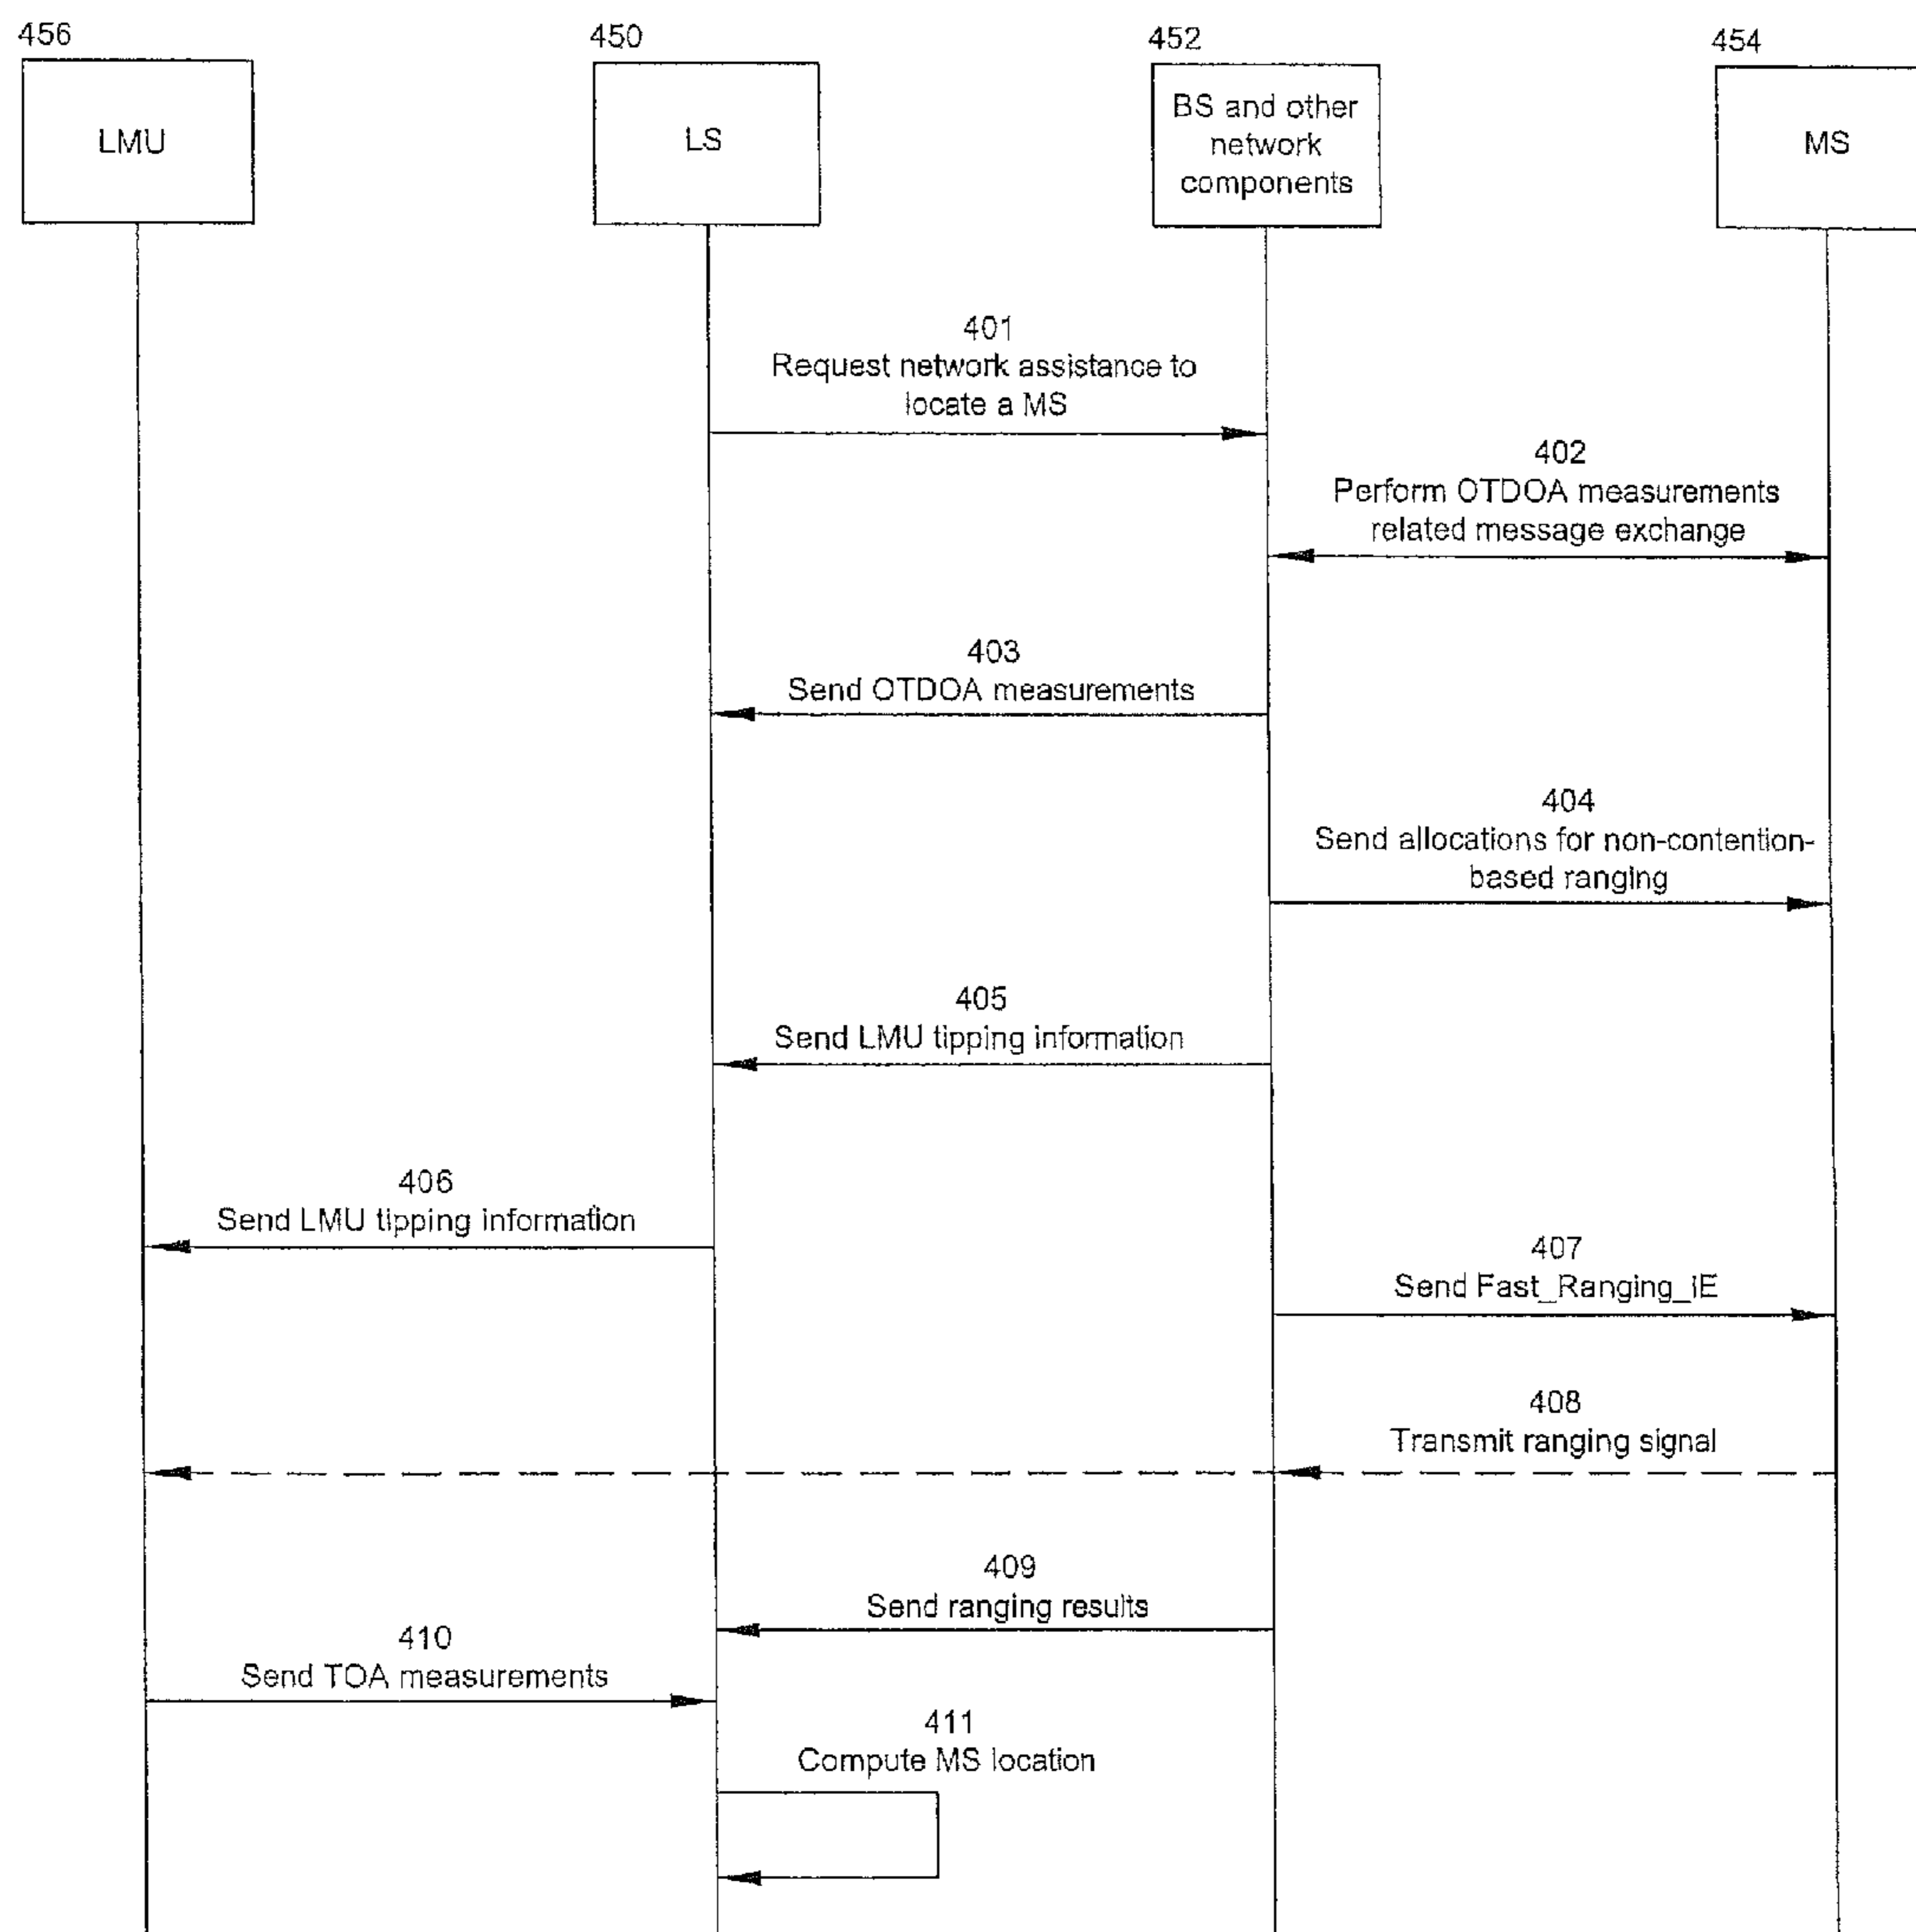 456
450
452
454
LMU
LS
BS and other
network
components
MS
401
Request network assistance to
locate a MS
402
Perform OTDOA measurements
related message exchange
403
Send OTDOA measurements
404
Send allocations for non-contention-
based ranging
405
Send LMU tipping information
406
Send LMU tipping information
407
Send Fast_Ranging_IE
408
Transmit ranging signal
409
Send ranging results
410
Send TOA measurements
411
Compute MS location